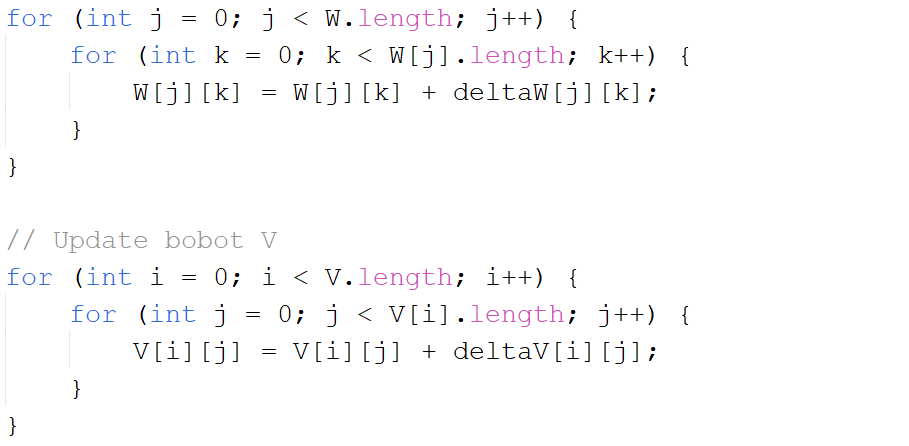 for (int j = 0; j < W.length; j++) {
    for (int k = 0; k < W[j].length; k++) {
        W[j][k] = W[j][k] + deltaW[j][k];
    }
}

// Update bobot V
for (int i = 0; i < V.length; i++) {
    for (int j = 0; j < V[i].length; j++) {
        V[i][j] = V[i][j] + deltaV[i][j];
    }
}